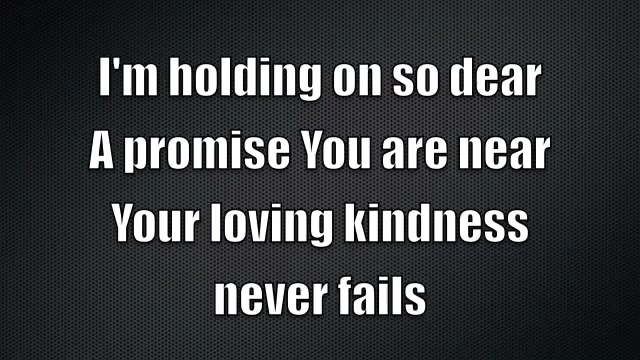 I'm holding on so dear
A promise You are near
Your loving kindness
never fails